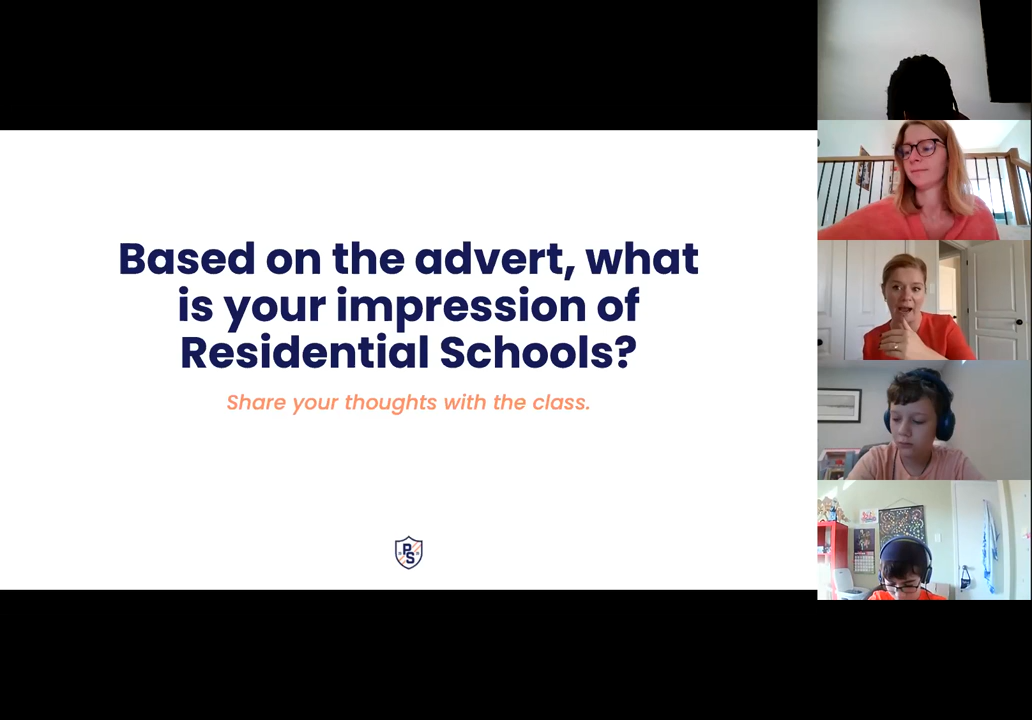 Based on the advert, what
is your impression of
Residential Schools?
Share your thoughts with the class.
PS